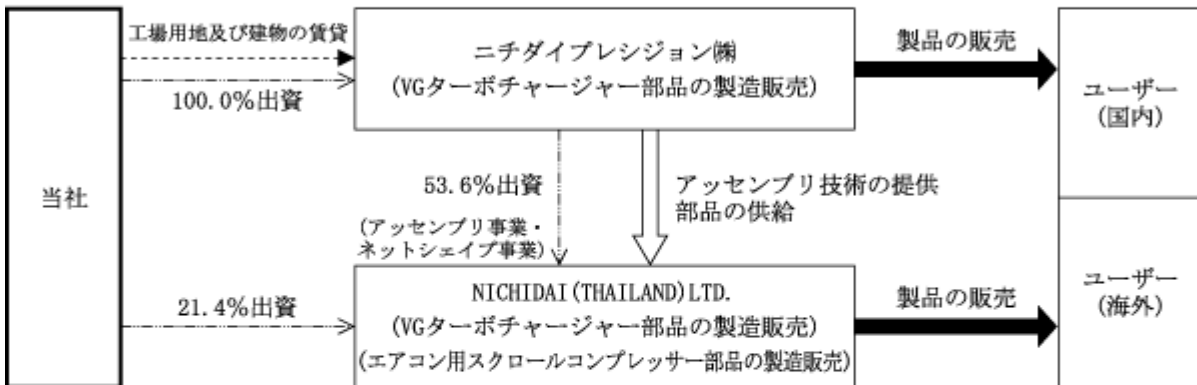 工場用地及び建物の賃貸
100.0%出資
ニチダイプレシジョン㈱
(VGターボチャージャー部品の製造販売)
製品の販売
ユーザー
(国内)
当社
53.6%出資
(アッセンブリ事業・
ネットシェイプ事業)
アッセンブリ技術の提供
部品の供給
21.4%出資
NICHIDAI(THAILAND)LTD.
(VGターボチャージャー部品の製造販売)
(エアコン用スクロールコンプレッサー部品の製造販売)
製品の販売
ユーザー
(海外)